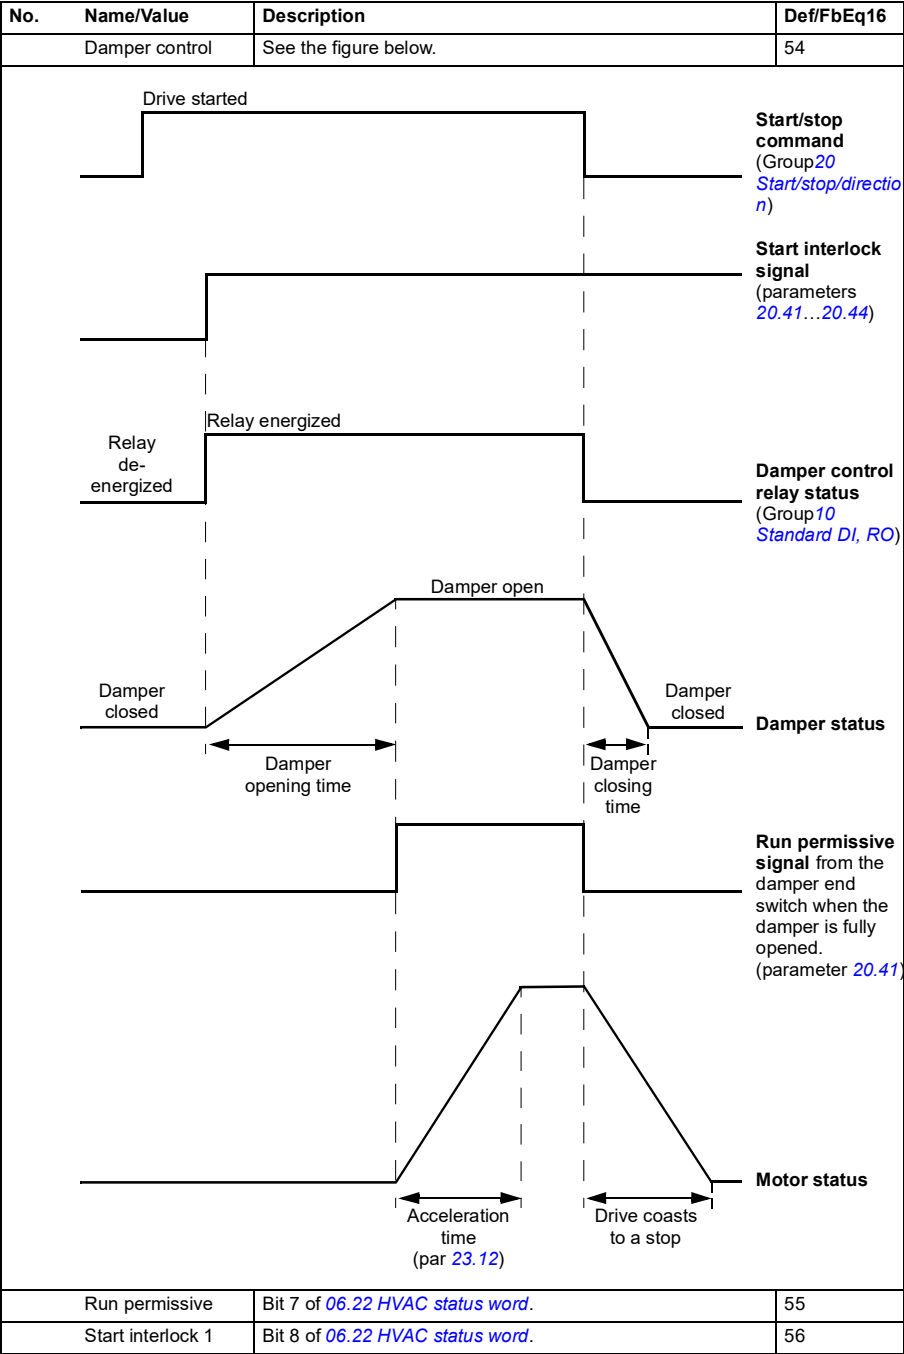 No. Name/Value Description Def/FbEq16
Damper control See the figure below. 54
Drive started
Start/stop
command
(Group20
Start/stop/directio
n)
Start interlock
signal
(parameters
20.41…20.44)
Relay energized
Relay
de-
energized
Damper control
relay status
(Group10
Standard DI, RO)
Damper open
Damper
closed
Damper
closed
Damper status
Damper
opening time
Damper
closing
time
Run permissive
signal from the
damper end
switch when the
damper is fully
opened.
(parameter 20.41)
Motor status
Acceleration
time
(par 23.12)
Drive coasts
to a stop
Run permissive Bit 7 of 06.22 HVAC status word. 55
Start interlock 1 Bit 8 of 06.22 HVAC status word. 56